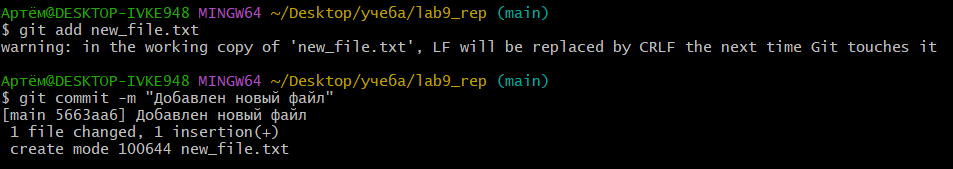 Артём@DESKTOP-IVKE948 MINGW64 ~/Desktop/учеба/lab9_rep (main)
$ git add new_file.txt
warning: in the working copy of 'new_file.txt', LF will be replaced by CRLF the next time Git touches it
Артём@DESKTOP-IVKE948 MINGW64 ~/Desktop/учеба/lab9_rep (main)
$ git commit -m "Добавлен новый файл"
[main 5663aa6] Добавлен новый файл
 1 file changed, 1 insertion(+)
 create mode 100644 new_file.txt